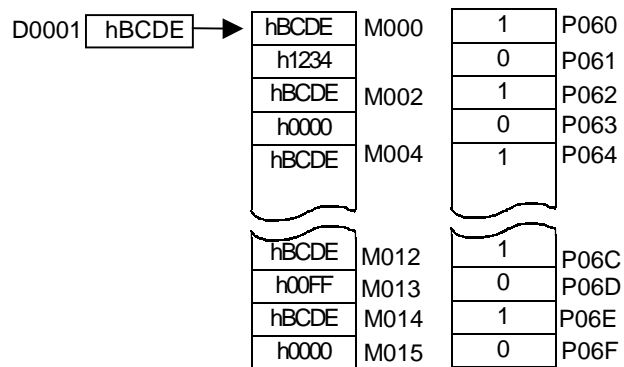 D0001 hBCDE hBCDE M000 1 P060
h1234 0 P061
hBCDE M002 1 P062
h0000 0 P063
hBCDE M004 1 P064
hBCDE M012 1 P06C
h00FF M013 0 P06D
hBCDE M014 1 P06E
h0000 M015 0 P06F